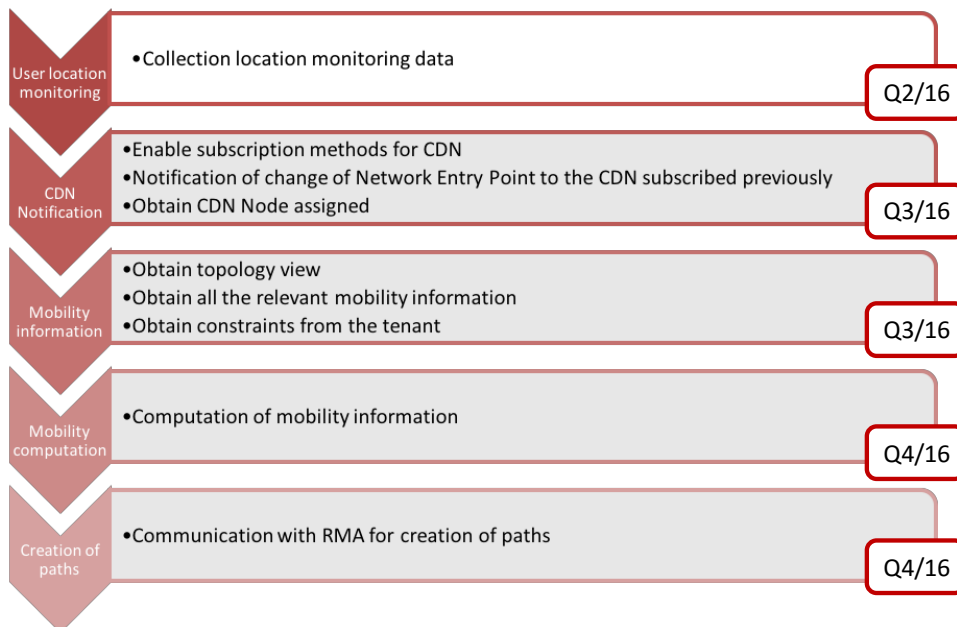 User location
monitoring
•Collection location monitoring data
Q2/16
CDN
Notification
•Enable subscription methods for CDN
•Notification of change of Network Entry Point to the CDN subscribed previously
•Obtain CDN Node assigned
Q3/16
Mobility
information
•Obtain topology view
•Obtain all the relevant mobility information
•Obtain constraints from the tenant
Q3/16
Mobility
computation
•Computation of mobility information
Q4/16
Creation of
paths
•Communication with RMA for creation of paths
Q4/16